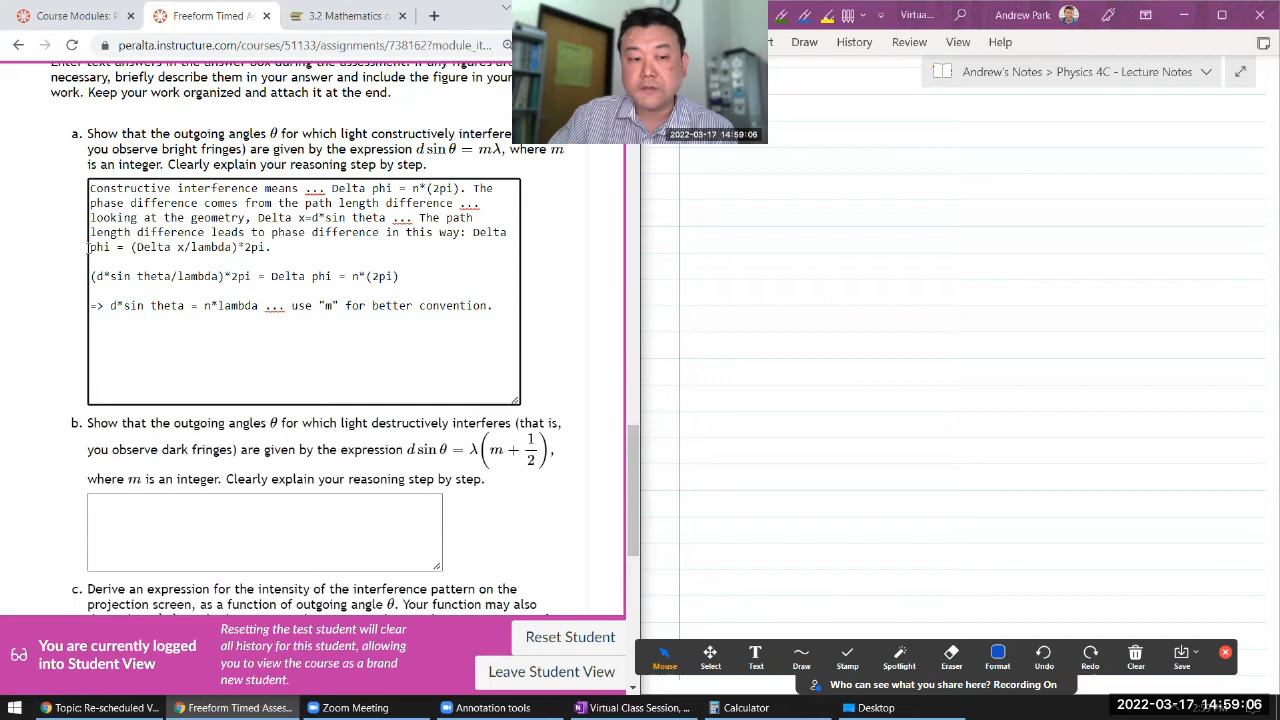 Course Modules: P
Freeform Timed As
3.2 Mathematics o
Virtua...
Andrew Park
peralta.instructure.com/courses/51133/assignments/738162?module_it...
Draw
History
Review
View
Andrew's Notes > Physics 4C - Lecture Notes
necessary, briefly describe them in your answer and include the figure in your
work. Keep your work organized and attach it at the end.
2022-03-17 14:59:06
a. Show that the outgoing angles θ for which light constructively interfere
you observe bright fringes) are given by the expression d sin θ = mλ, where m
is an integer. Clearly explain your reasoning step by step.
Constructive interference means ... Delta phi = n*(2pi). The
phase difference comes from the path length difference ...
looking at the geometry, Delta x=d*sin theta ... The path
length difference leads to phase difference in this way: Delta
phi = (Delta x/lambda)*2pi.
(d*sin theta/lambda)*2pi = Delta phi = n*(2pi)
=> d*sin theta = n*lambda ... use "m" for better convention.
b. Show that the outgoing angles θ for which light destructively interferes (that is,
you observe dark fringes) are given by the expression d sin θ = λ(m + 1/2),
where m is an integer. Clearly explain your reasoning step by step.
c. Derive an expression for the intensity of the interference pattern on the
projection screen, as a function of outgoing angle θ. Your function may also
You are currently logged
into Student View
Resetting the test student will clear
all history for this student, allowing
you to view the course as a brand
new student.
Reset Student
Leave Student View
Mouse
Select
Text
Draw
Stamp
Spotlight
Eraser
Format
Undo
Redo
Clear
Save
Who can see what you share here? Recording On
Topic: Re-scheduled V...
Freeform Timed Asse...
Zoom Meeting
Annotation tools
Virtual Class Session, ...
Calculator
Desktop
2022-03-17 14:59:06